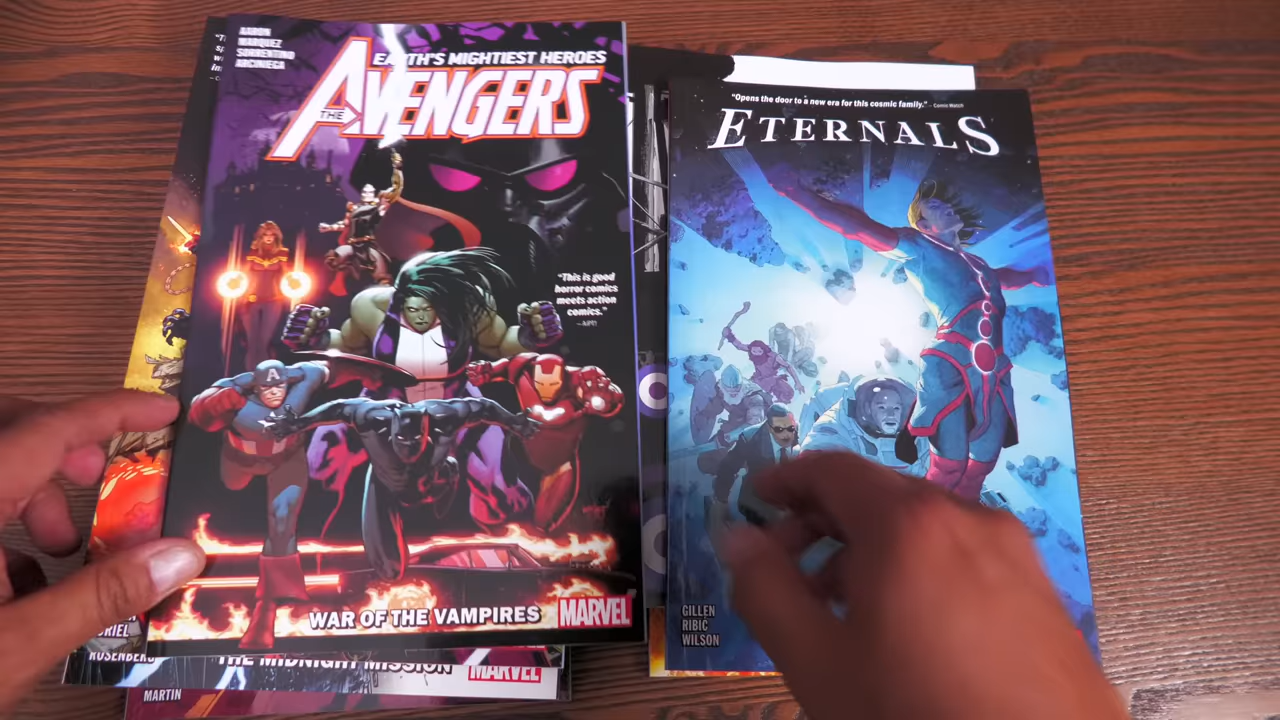 AARON
MARQUEZ
SORRENTINO
ARCINIEGA
EARTH'S MIGHTIEST HEROES
THE AVENGERS
"This is good
horror comics
meets action
comics."
WAR OF THE VAMPIRES
MARVEL
"Opens the door to a new era for this cosmic family." – Comic Watch
ETERNALS
GILLEN
RIBIC
WILSON
ROSENBERG
THE MIDNIGHT MISSION
MARVEL
MARTIN